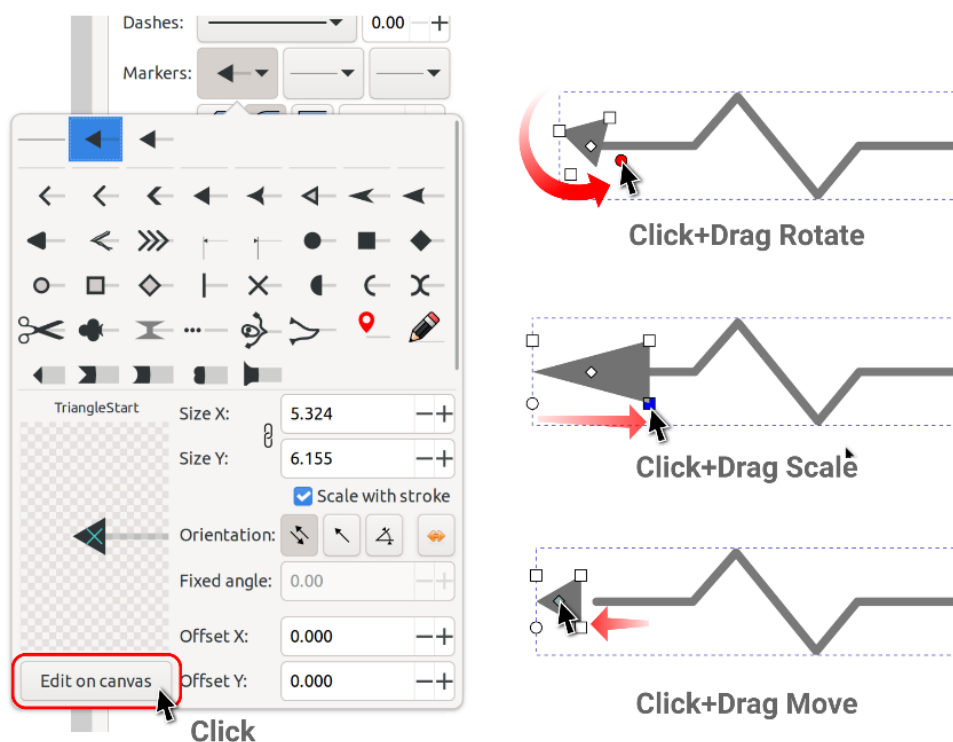 Dashes: 0.00
Markers:
TriangleStart
Size X: 5.324
Size Y: 6.155
Scale with stroke
Orientation:
Fixed angle: 0.00
Offset X: 0.000
Edit on canvas
Offset Y: 0.000
Click
Click+Drag Rotate
Click+Drag Scale
Click+Drag Move